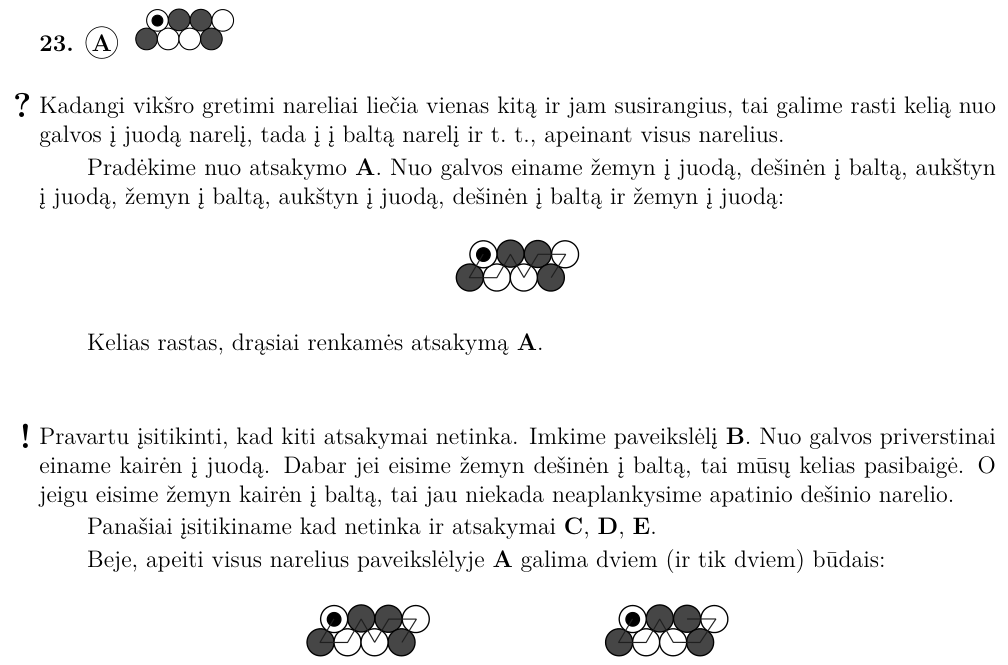 23. A
? Kadangi vikšro gretimi nareliai liečia vienas kitą ir jam susirangius, tai galime rasti kelią nuo
galvos į juodą narelį, tada į į baltą narelį ir t. t., apeinant visus narelius.
Pradėkime nuo atsakymo A. Nuo galvos einame žemyn į juodą, dešinėn į baltą, aukštyn
į juodą, žemyn į baltą, aukštyn į juodą, dešinėn į baltą ir žemyn į juodą:
Kelias rastas, drąsiai renkamės atsakymą A.
! Pravartu įsitikinti, kad kiti atsakymai netinka. Imkime paveikslėlį B. Nuo galvos priverstinai
einame kairėn į juodą. Dabar jei eisime žemyn dešinėn į baltą, tai mūsų kelias pasibaigė. O
jeigu eisime žemyn kairėn į baltą, tai jau niekada neaplankysime apatinio dešinio narelio.
Panašiai įsitikiname kad netinka ir atsakymai C, D, E.
Beje, apeiti visus narelius paveikslėlyje A galima dviem (ir tik dviem) būdais: